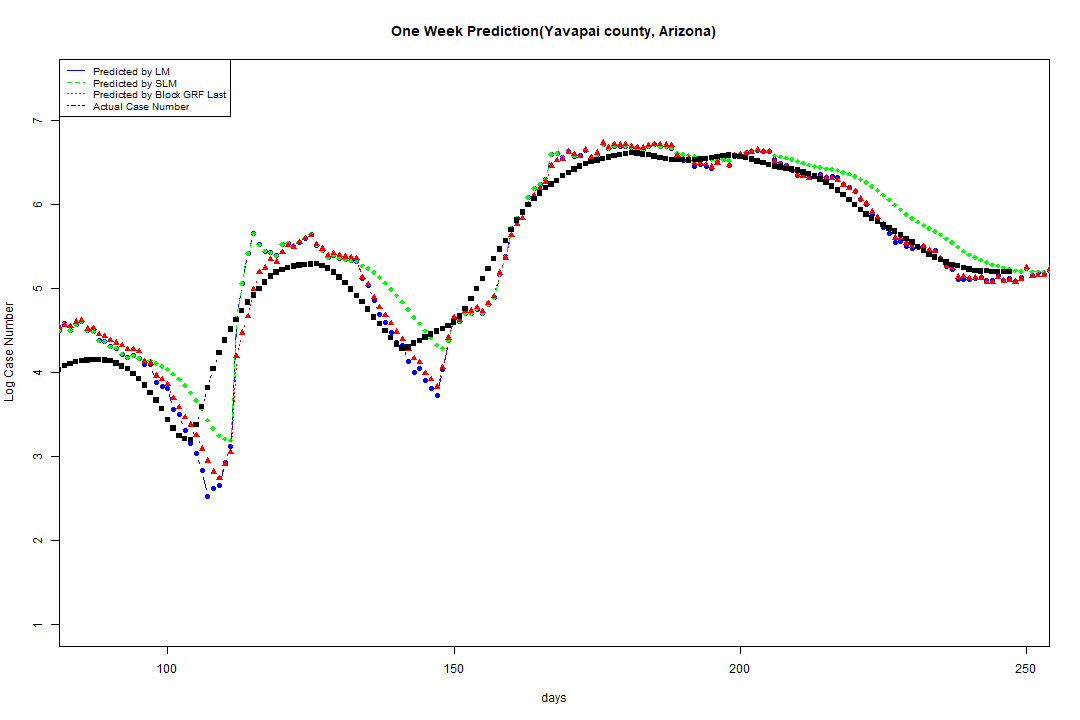 One Week Prediction(Yavapai county, Arizona)
Predicted by LM
Predicted by SLM
Predicted by Block GRF Last
Actual Case Number
Log Case Number
7
6
5
4
3
2
1
100 150 200 250
days